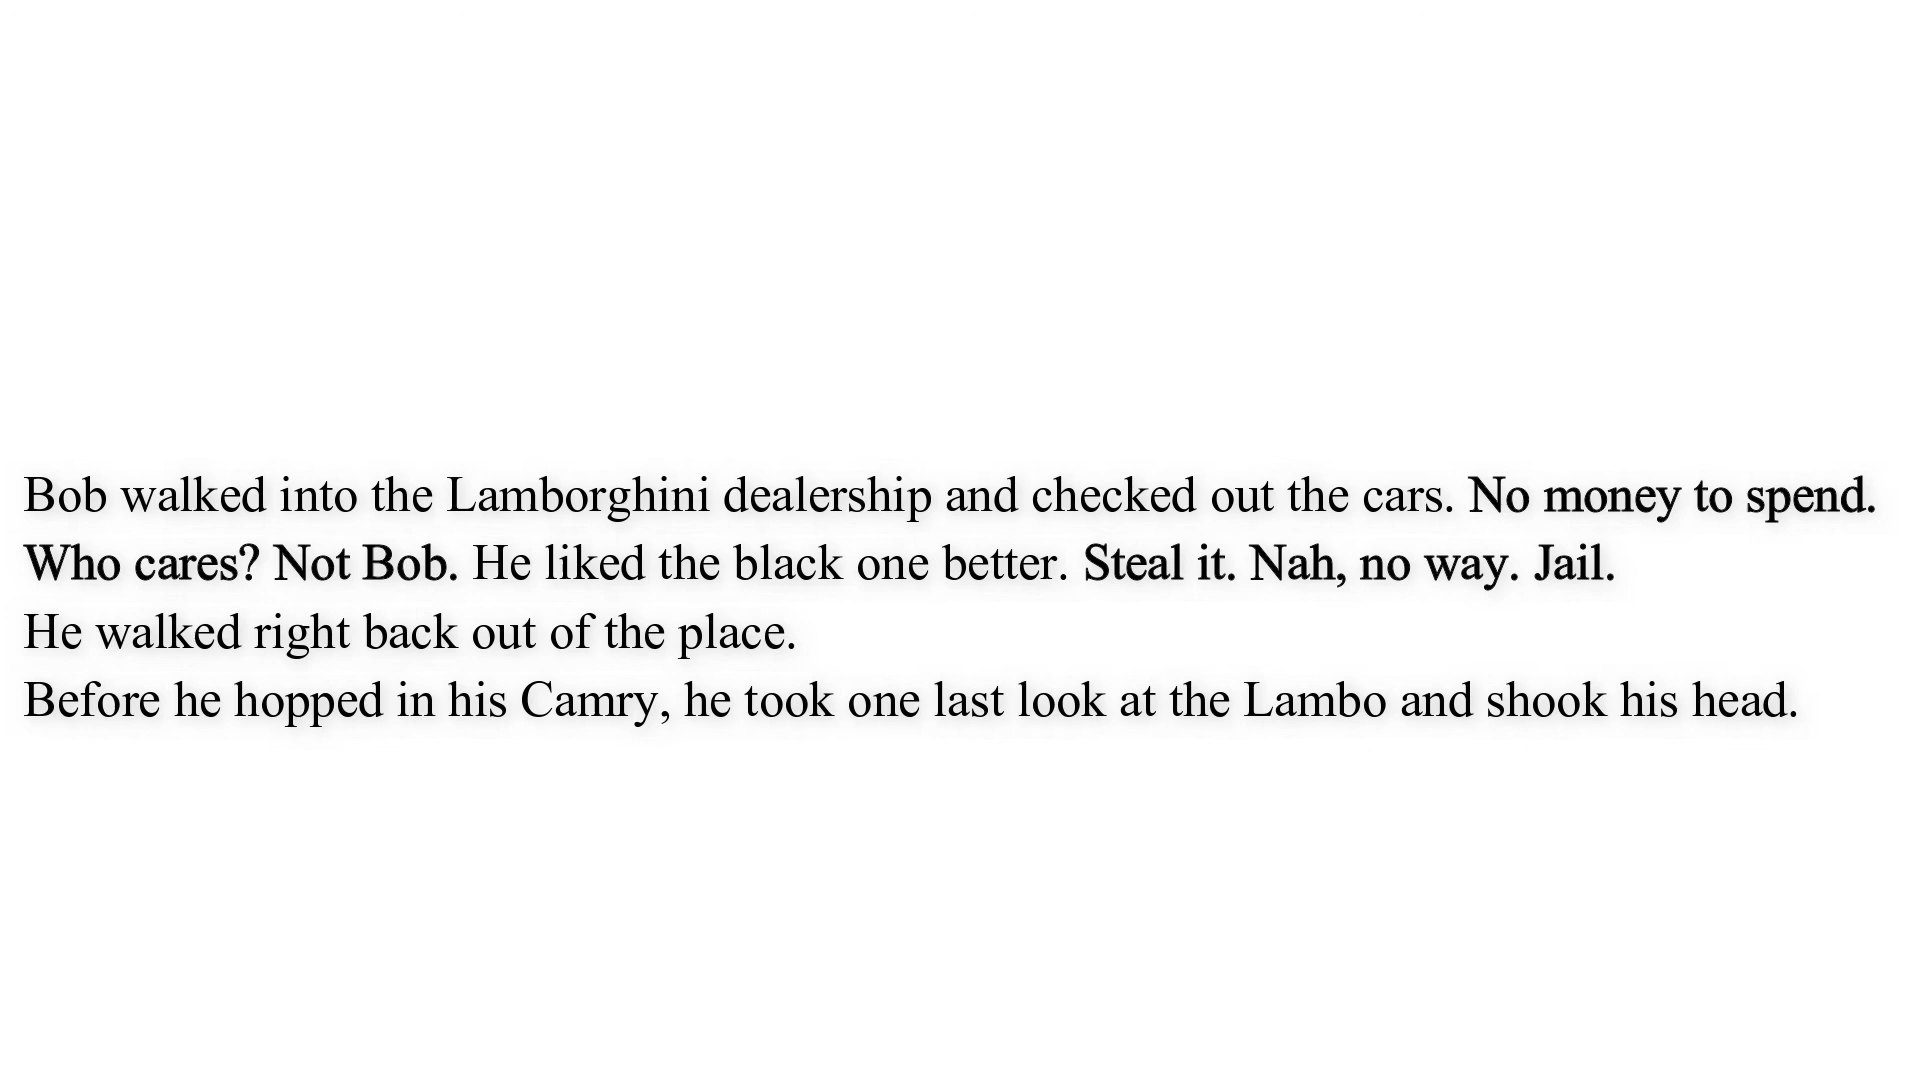 Bob walked into the Lamborghini dealership and checked out the cars. No money to spend.
Who cares? Not Bob. He liked the black one better. Steal it. Nah, no way. Jail.
He walked right back out of the place.
Before he hopped in his Camry, he took one last look at the Lambo and shook his head.